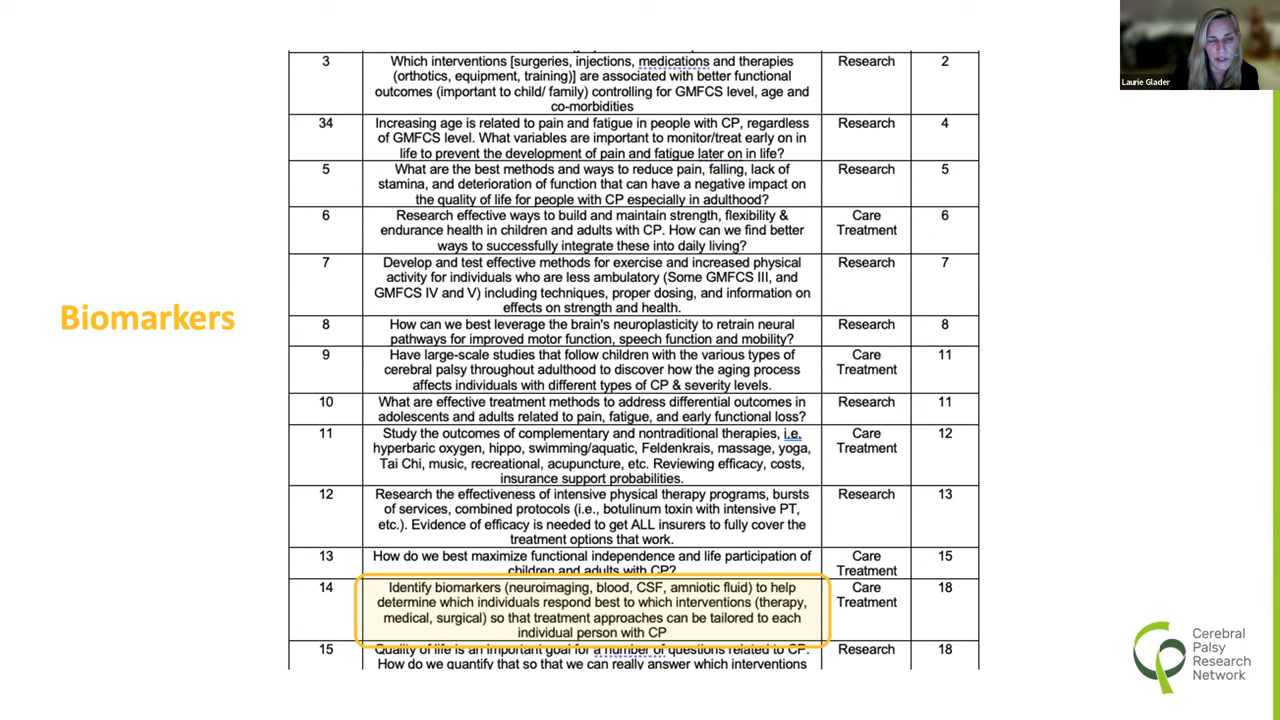 Laurie Glader
Biomarkers
3
Which interventions [surgeries, injections, medications and therapies
(orthotics, equipment, training)] are associated with better functional
outcomes (important to child/ family) controlling for GMFCS level, age and
co-morbidities
Research
2
34
Increasing age is related to pain and fatigue in people with CP, regardless
of GMFCS level. What variables are important to monitor/treat early on in
life to prevent the development of pain and fatigue later on in life?
Research
4
5
What are the best methods and ways to reduce pain, falling, lack of
stamina, and deterioration of function that can have a negative impact on
the quality of life for people with CP especially in adulthood?
Research
5
6
Research effective ways to build and maintain strength, flexibility &
endurance health in children and adults with CP. How can we find better
ways to successfully integrate these into daily living?
Care
Treatment
6
7
Develop and test effective methods for exercise and increased physical
activity for individuals who are less ambulatory (Some GMFCS III, and
GMFCS IV and V) including techniques, proper dosing, and information on
effects on strength and health.
Research
7
8
How can we best leverage the brain's neuroplasticity to retrain neural
pathways for improved motor function, speech function and mobility?
Research
8
9
Have large-scale studies that follow children with the various types of
cerebral palsy throughout adulthood to discover how the aging process
affects individuals with different types of CP & severity levels.
Care
Treatment
11
10
What are effective treatment methods to address differential outcomes in
adolescents and adults related to pain, fatigue, and early functional loss?
Research
11
11
Study the outcomes of complementary and nontraditional therapies, i.e.
hyperbaric oxygen, hippo, swimming/aquatic, Feldenkrais, massage, yoga,
Tai Chi, music, recreational, acupuncture, etc. Reviewing efficacy, costs,
insurance support probabilities.
Care
Treatment
12
12
Research the effectiveness of intensive physical therapy programs, bursts
of services, combined protocols (i.e., botulinum toxin with intensive PT,
etc.). Evidence of efficacy is needed to get ALL insurers to fully cover the
treatment options that work.
Research
13
13
How do we best maximize functional independence and life participation of
children and adults with CP?
Care
Treatment
15
14
Identify biomarkers (neuroimaging, blood, CSF, amniotic fluid) to help
determine which individuals respond best to which interventions (therapy,
medical, surgical) so that treatment approaches can be tailored to each
individual person with CP
Care
Treatment
18
15
Quality of life is an important goal for a number of questions related to CP.
How do we quantify that so that we can really answer which interventions
Research
18
Cerebral
Palsy
Research
Network